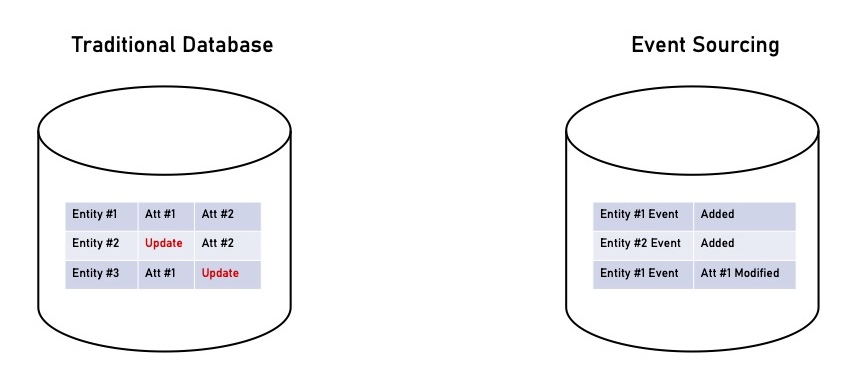 Traditional Database
Event Sourcing
Entity #1 Att #1 Att #2
Entity #2 Update Att #2
Entity #3 Att #1 Update
Entity #1 Event Added
Entity #2 Event Added
Entity #1 Event Att #1 Modified